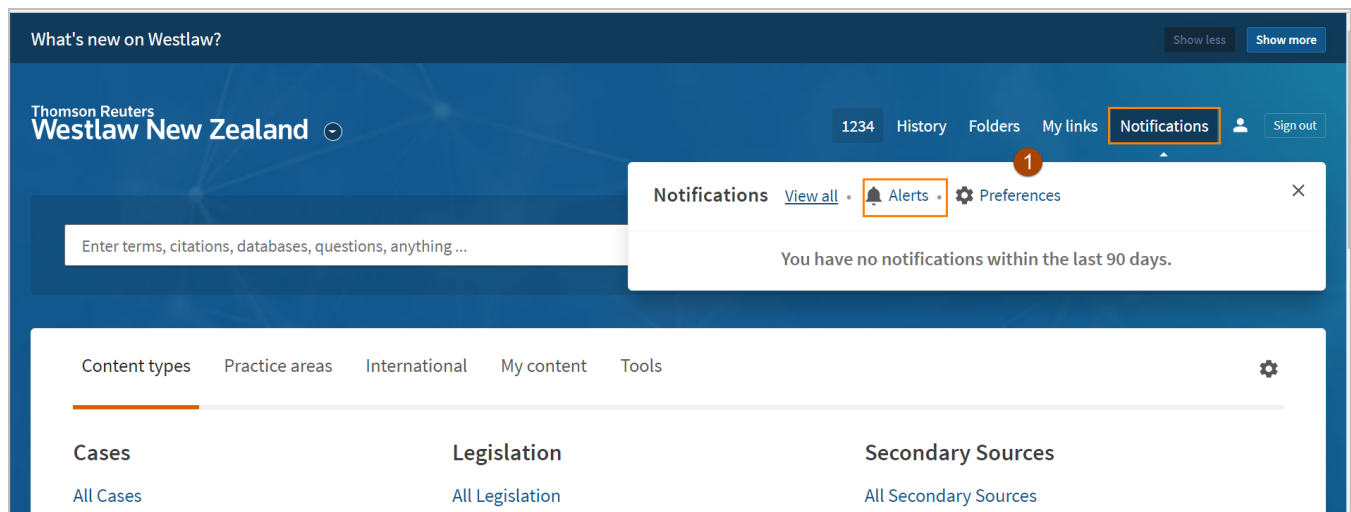 What's new on Westlaw? Show less Show more
Thomson Reuters
Westlaw New Zealand 1234 History Folders My links Notifications Sign out
1
Notifications View all • Alerts • Preferences
Enter terms, citations, databases, questions, anything ...
You have no notifications within the last 90 days.
Content types Practice areas International My content Tools
Cases Legislation Secondary Sources
All Cases All Legislation All Secondary Sources